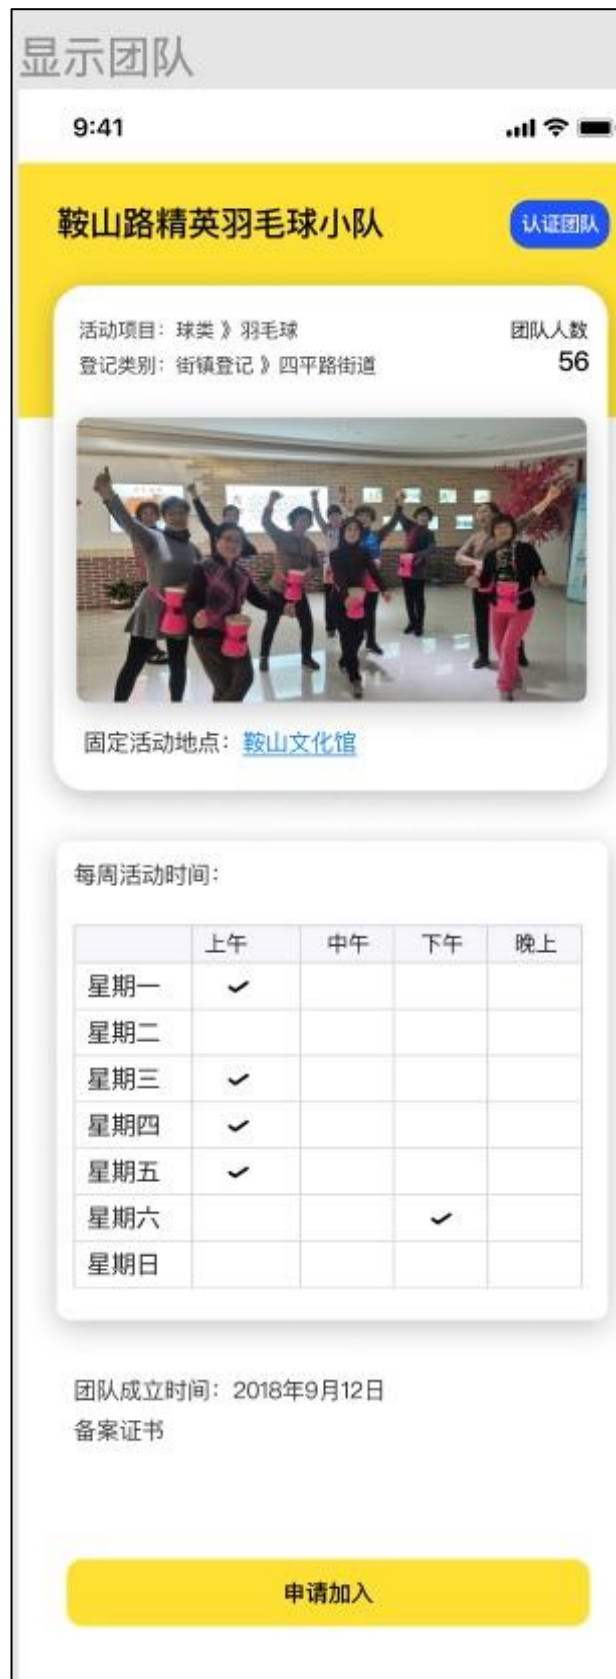 显示团队
9:41
鞍山路精英羽毛球小队
认证团队
活动项目：球类 》羽毛球
团队人数
登记类别：街镇登记 》四平路街道
56
固定活动地点：鞍山文化馆
每周活动时间：
上午 中午 下午 晚上
星期一 ✓
星期二
星期三 ✓
星期四 ✓
星期五 ✓
星期六 ✓
星期日
团队成立时间：2018年9月12日
备案证书
申请加入